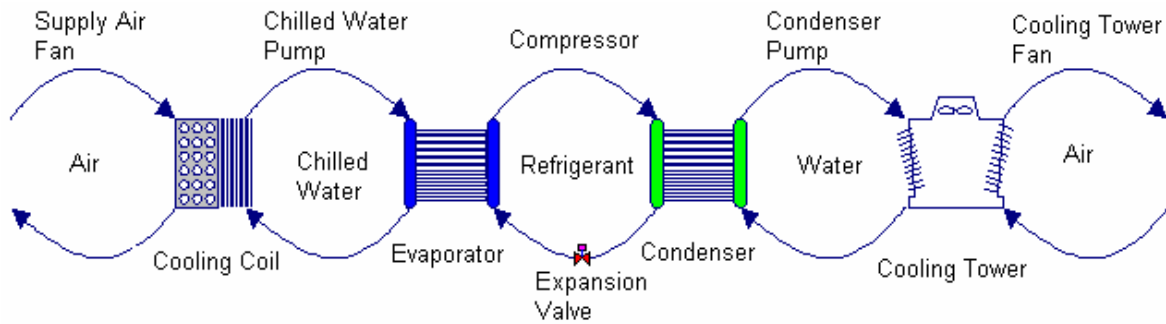 Supply Air
Fan
Chilled Water
Pump
Compressor
Condenser
Pump
Cooling Tower
Fan
Air
Chilled
Water
Refrigerant
Water
Air
Cooling Coil
Evaporator
Expansion
Valve
Condenser
Cooling Tower